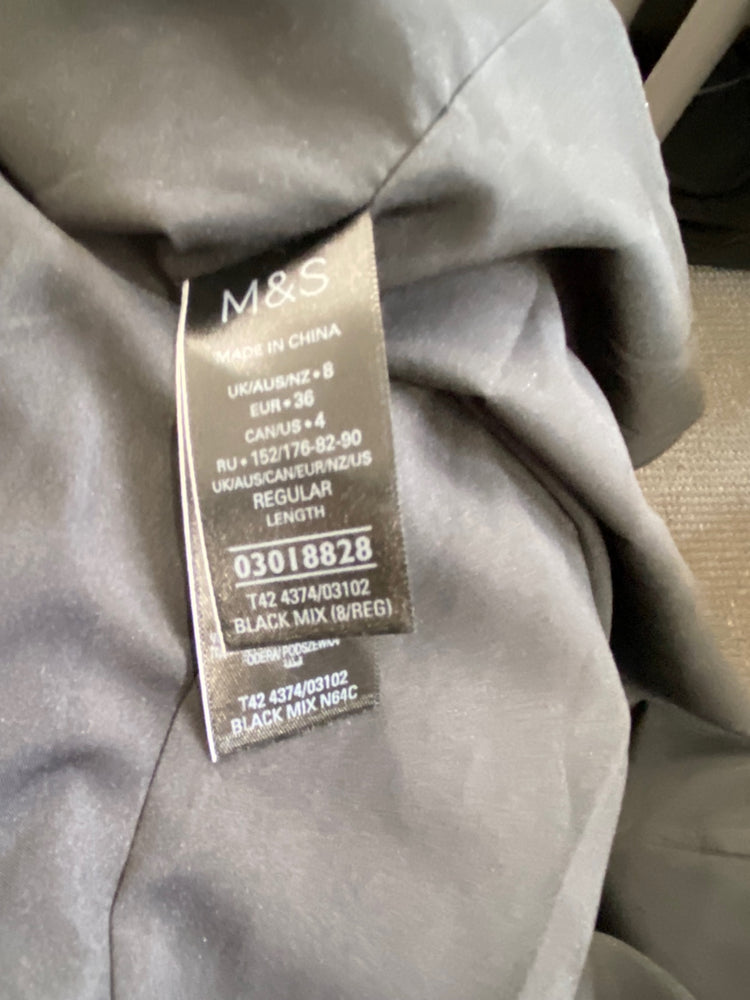 M&S
MADE IN CHINA
UK/AUS/NZ • 8
EUR • 36
CAN/US • 4
RU • 152/176-82-90
UK/AUS/CAN/EUR/NZ/US
REGULAR
LENGTH
03018828
T42 4374/03102
BLACK MIX (8/REG)
ODER/PODSZEWKA
T42 4374/03102
BLACK MIX N64C